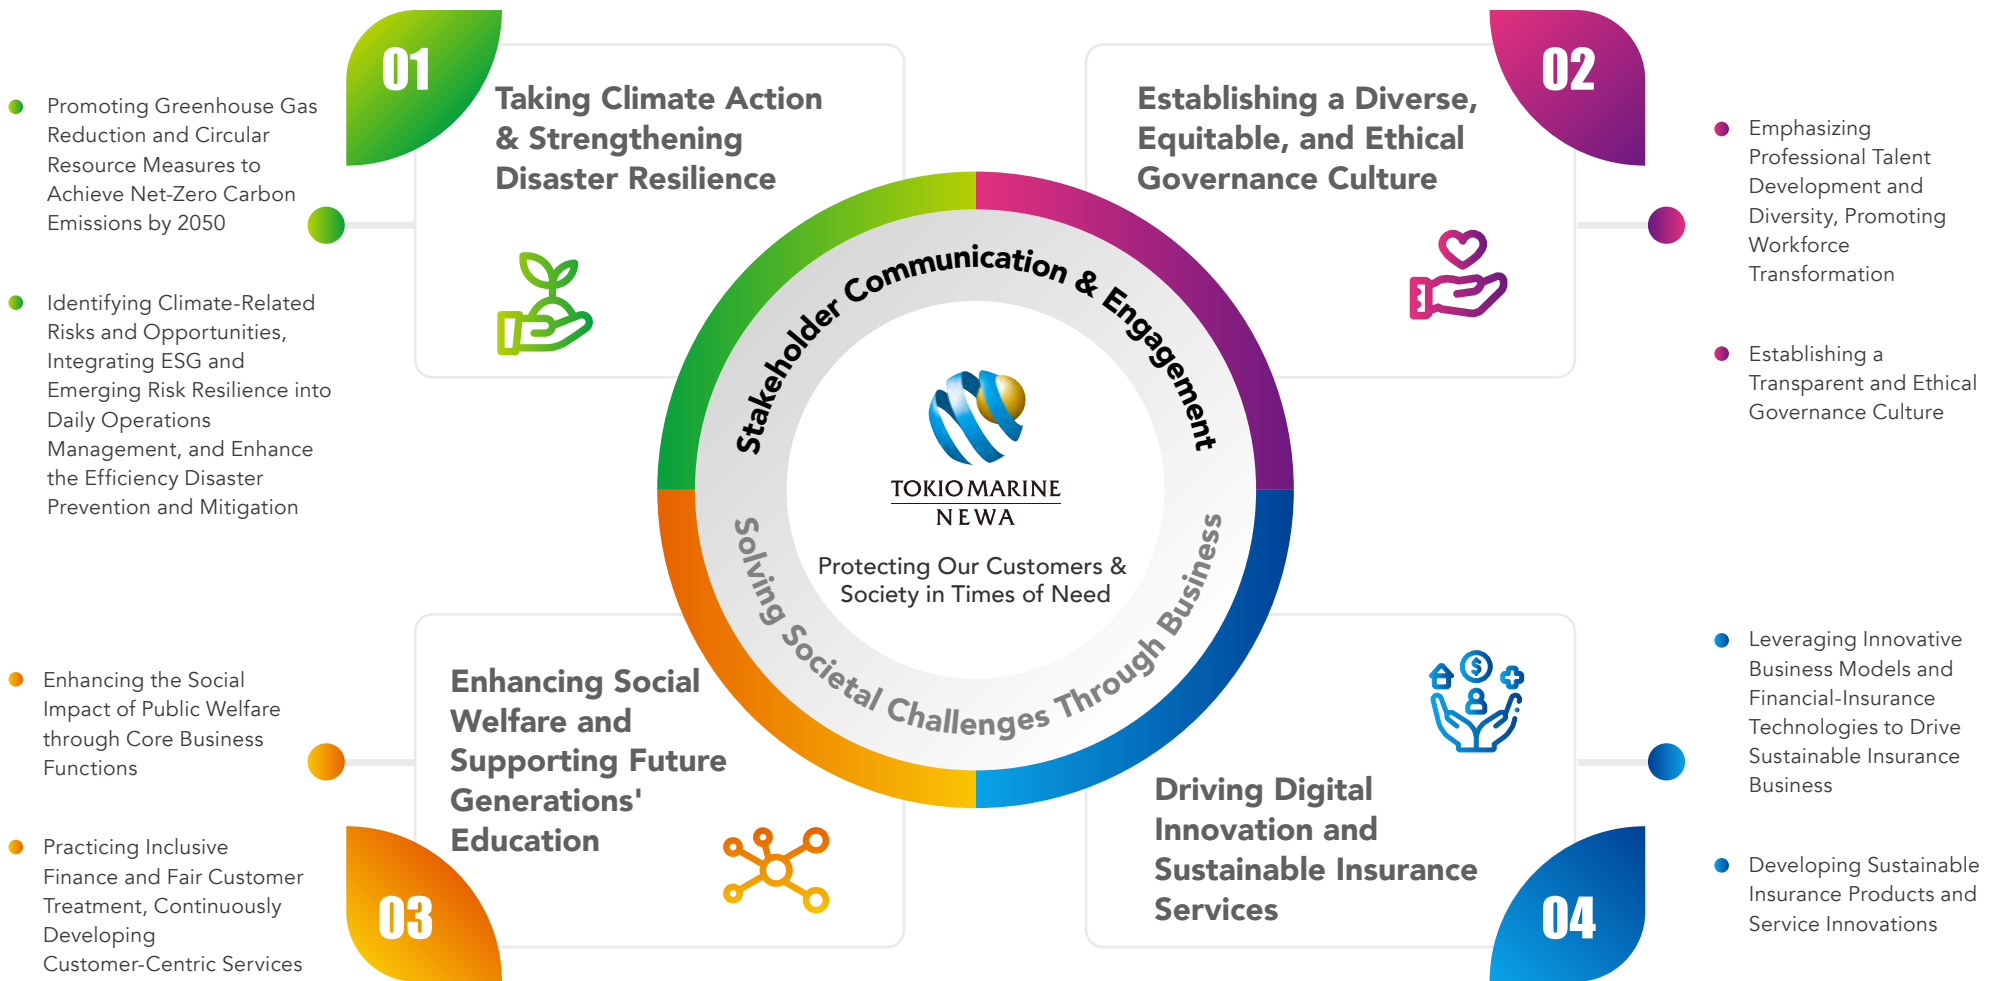 01
Taking Climate Action
& Strengthening
Disaster Resilience
Promoting Greenhouse Gas
Reduction and Circular
Resource Measures to
Achieve Net-Zero Carbon
Emissions by 2050
Identifying Climate-Related
Risks and Opportunities,
Integrating ESG and
Emerging Risk Resilience into
Daily Operations
Management, and Enhance
the Efficiency Disaster
Prevention and Mitigation
02
Establishing a Diverse,
Equitable, and Ethical
Governance Culture
Emphasizing
Professional Talent
Development and
Diversity, Promoting
Workforce
Transformation
Establishing a
Transparent and Ethical
Governance Culture
Stakeholder Communication & Engagement
TOKIO MARINE
NEWA
Protecting Our Customers &
Society in Times of Need
Solving Societal Challenges Through Business
Enhancing Social
Welfare and
Supporting Future
Generations'
Education
03
Enhancing the Social
Impact of Public Welfare
through Core Business
Functions
Practicing Inclusive
Finance and Fair Customer
Treatment, Continuously
Developing
Customer-Centric Services
$
Driving Digital
Innovation and
Sustainable Insurance
Services
04
Leveraging Innovative
Business Models and
Financial-Insurance
Technologies to Drive
Sustainable Insurance
Business
Developing Sustainable
Insurance Products and
Service Innovations